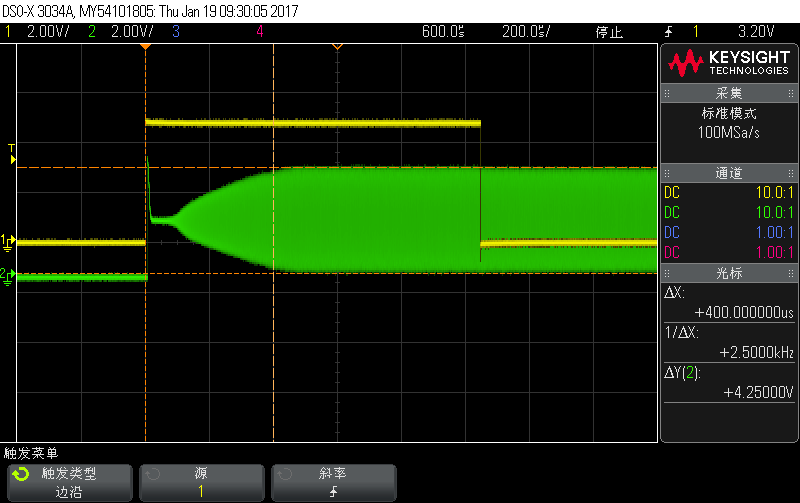 DSO-X 3034A, MY54101805: Thu Jan 19 09:30:05 2017
1 2.00V/ 2 2.00V/ 3 4 600.0s 200.0s/ 停止 1 3.20V
KEYSIGHT
TECHNOLOGIES
采集
标准模式
100MSa/s
通道
DC 10.0:1
DC 10.0:1
DC 1.00:1
DC 1.00:1
光标
ΔX:
+400.000000us
1/ΔX:
+2.5000kHz
ΔY(2):
+4.25000V
T
1
2
触发菜单
触发类型
边沿
源
1
斜率